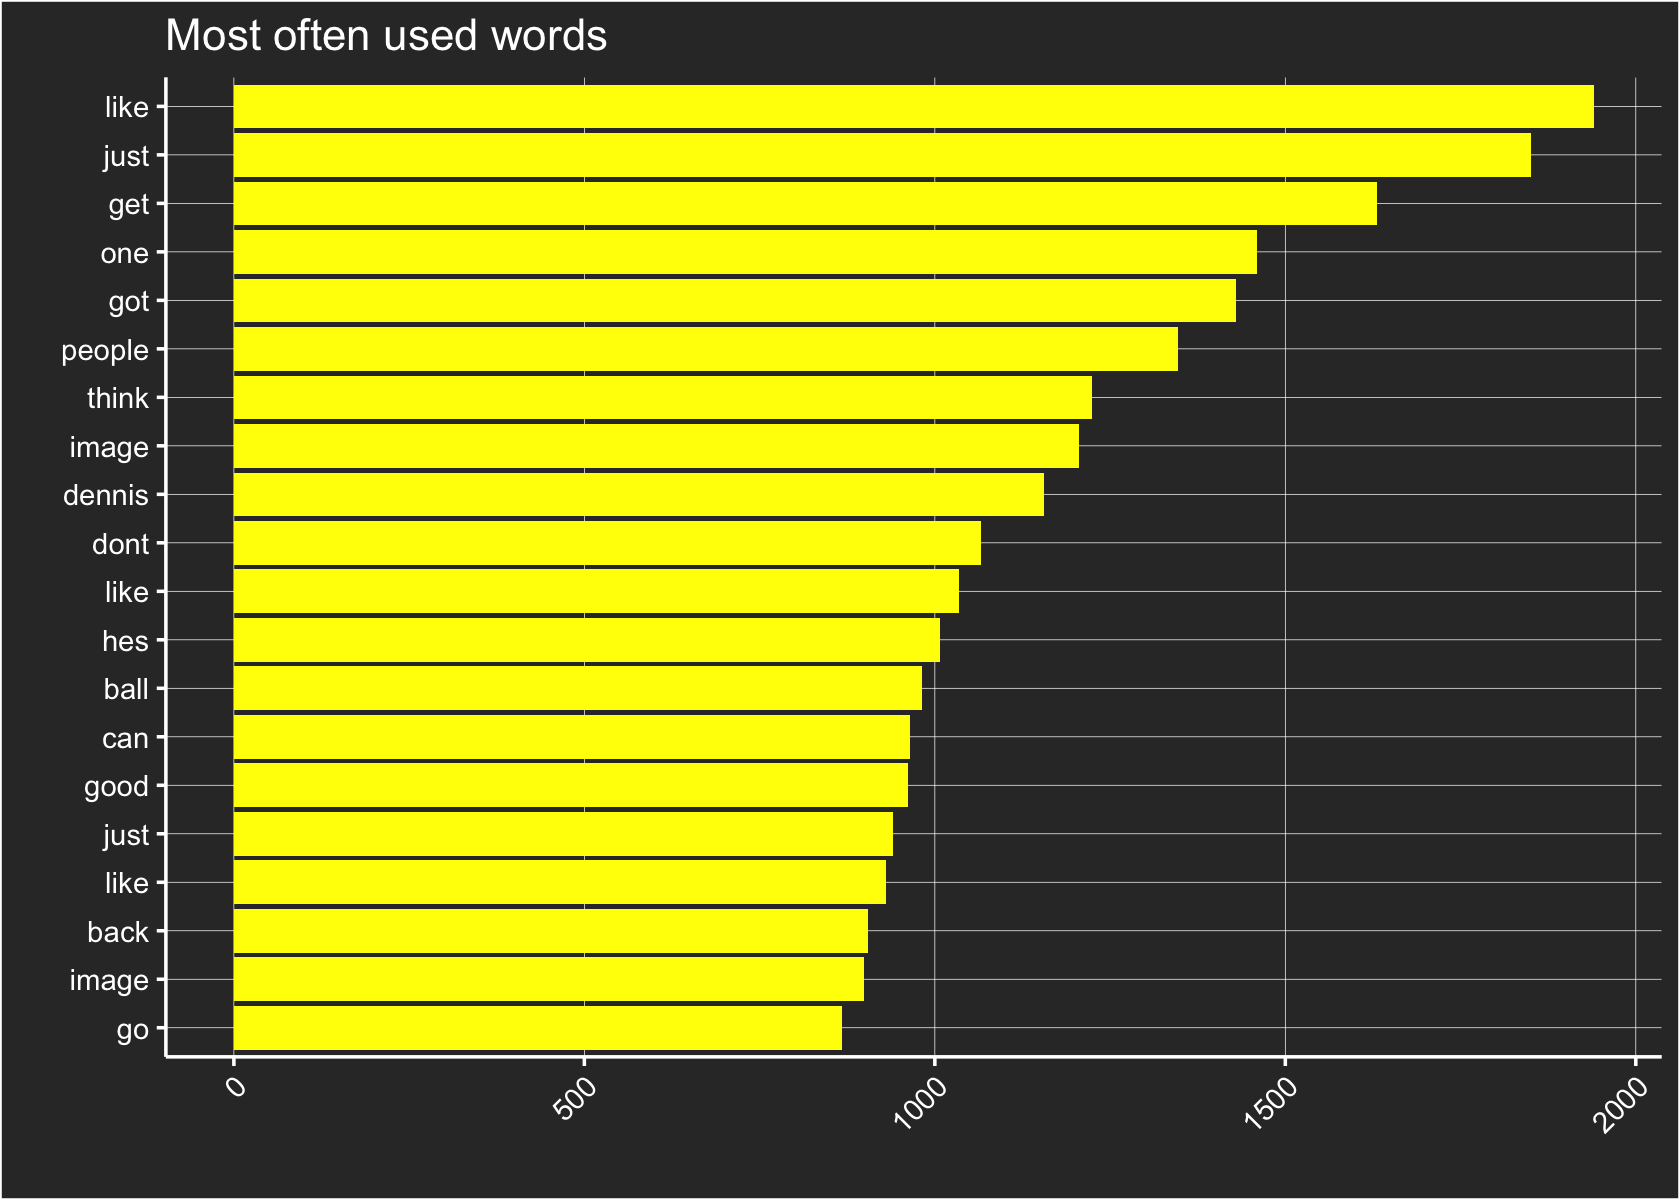 Most often used words
like
just
get
one
got
people
think
image
dennis
dont
like
hes
ball
can
good
just
like
back
image
go
0
500
1000
1500
2000